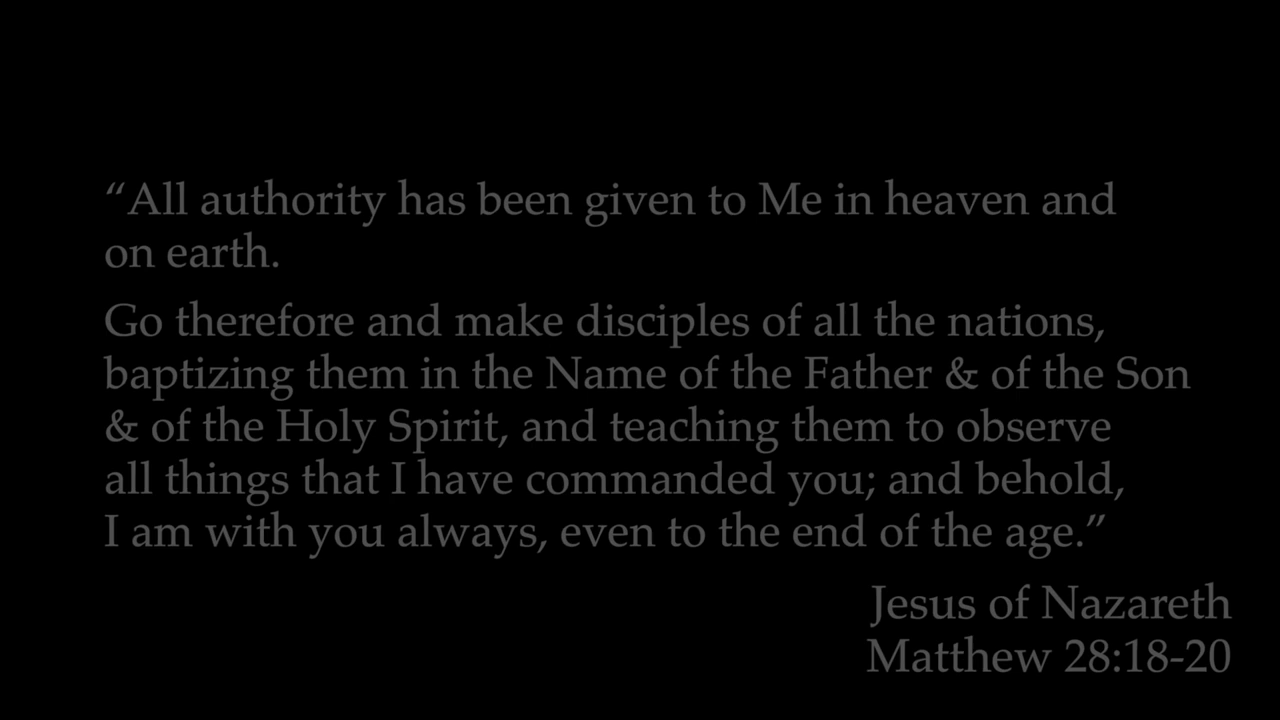 “All authority has been given to Me in heaven and
on earth.
Go therefore and make disciples of all the nations,
baptizing them in the Name of the Father & of the Son
& of the Holy Spirit, and teaching them to observe
all things that I have commanded you; and behold,
I am with you always, even to the end of the age.”
Jesus of Nazareth
Matthew 28:18-20